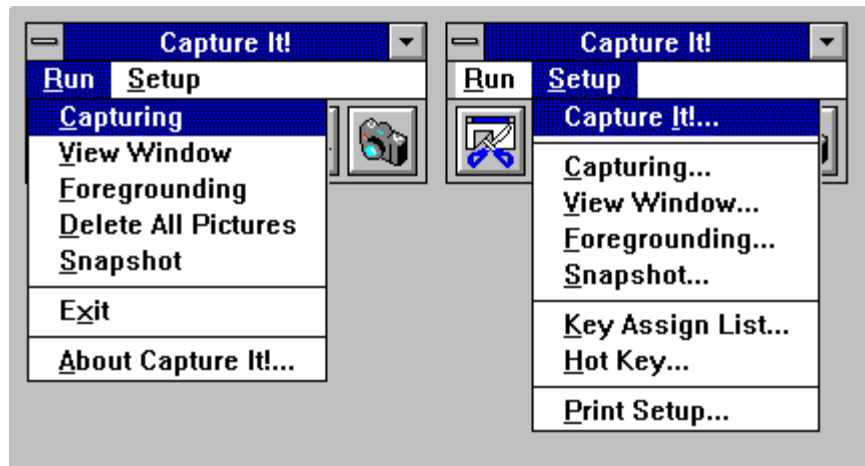 Capture It!
Run Setup
Capturing
View Window
Foregrounding
Delete All Pictures
Snapshot
Exit
About Capture It!...
Capture It!
Run Setup
Capture It!...
Capturing...
View Window...
Foregrounding...
Snapshot...
Key Assign List...
Hot Key...
Print Setup...